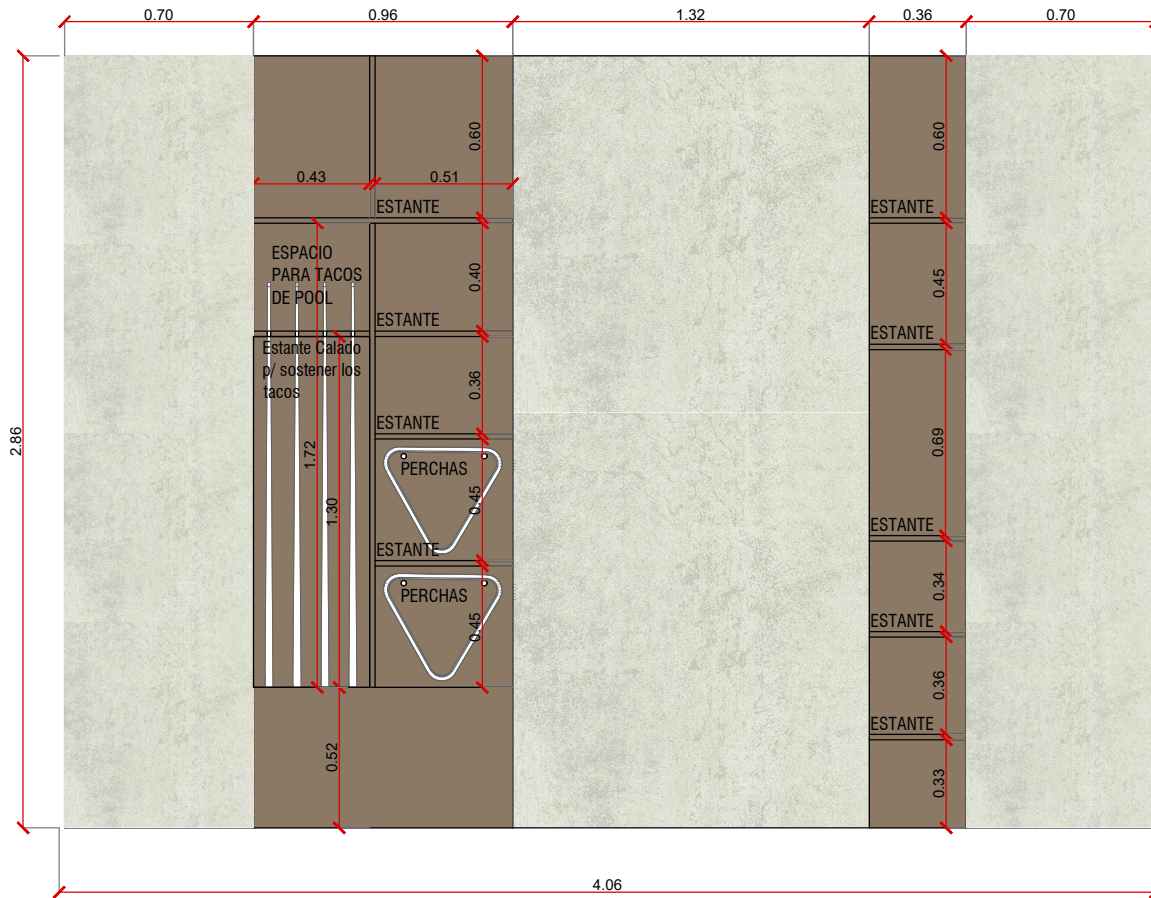 0.70
0.96
1.32
0.36
0.70
0.60
0.60
0.43
0.51
ESTANTE
ESTANTE
ESPACIO
PARA TACOS
DE POOL
0.40
0.45
ESTANTE
ESTANTE
Estante Calado
p/ sostener los
tacos
0.36
2.86
ESTANTE
0.69
1.72
PERCHAS
0.45
1.30
ESTANTE
ESTANTE
0.34
PERCHAS
0.45
ESTANTE
0.36
ESTANTE
0.52
0.33
4.06